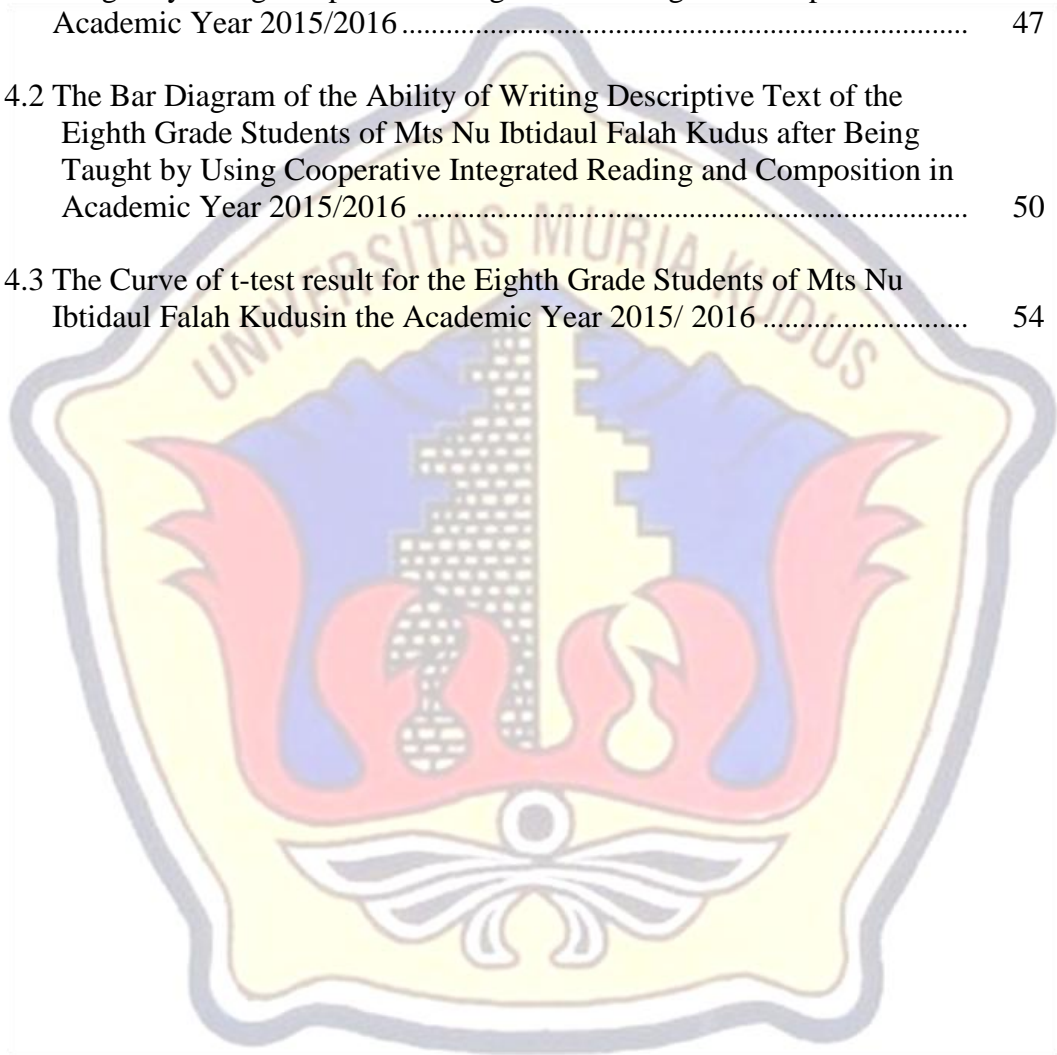 Academic Year 2015/2016 ........................................................................ 47
4.2 The Bar Diagram of the Ability of Writing Descriptive Text of the
Eighth Grade Students of Mts Nu Ibtidaul Falah Kudus after Being
Taught by Using Cooperative Integrated Reading and Composition in
Academic Year 2015/2016 ...................................................................... 50
4.3 The Curve of t-test result for the Eighth Grade Students of Mts Nu
Ibtidaul Falah Kudusin the Academic Year 2015/ 2016 .......................... 54
UNIVERSITAS MURIA KUDUS